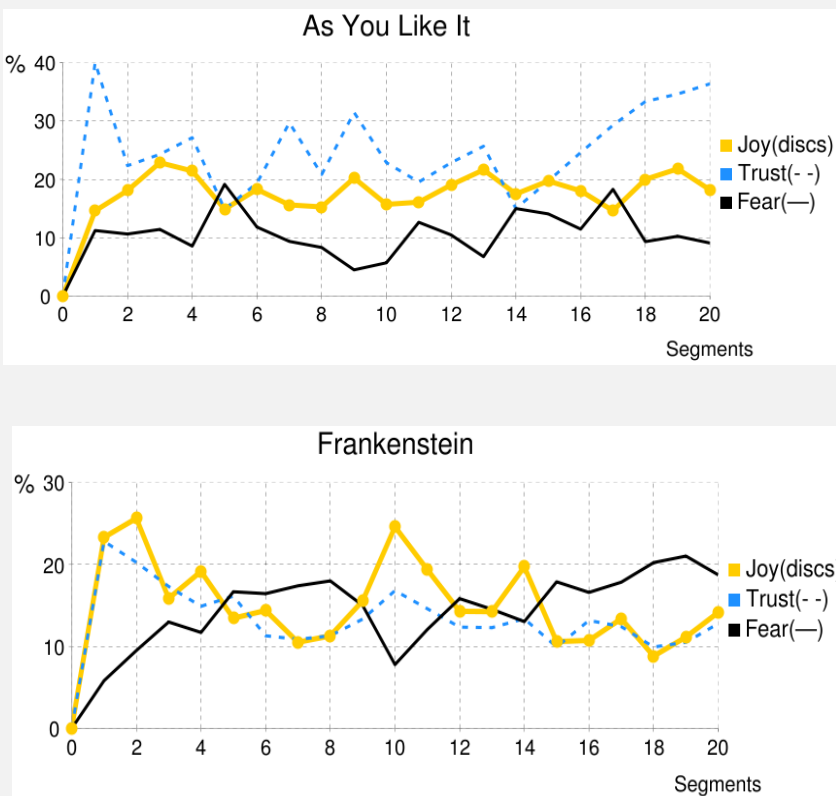 As You Like It
% 40
30
20
10
0
0 2 4 6 8 10 12 14 16 18 20
Segments
Joy(discs)
Trust(- -)
Fear(—)
Frankenstein
% 30
20
10
0
0 2 4 6 8 10 12 14 16 18 20
Segments
Joy(discs
Trust(- -)
Fear(—)